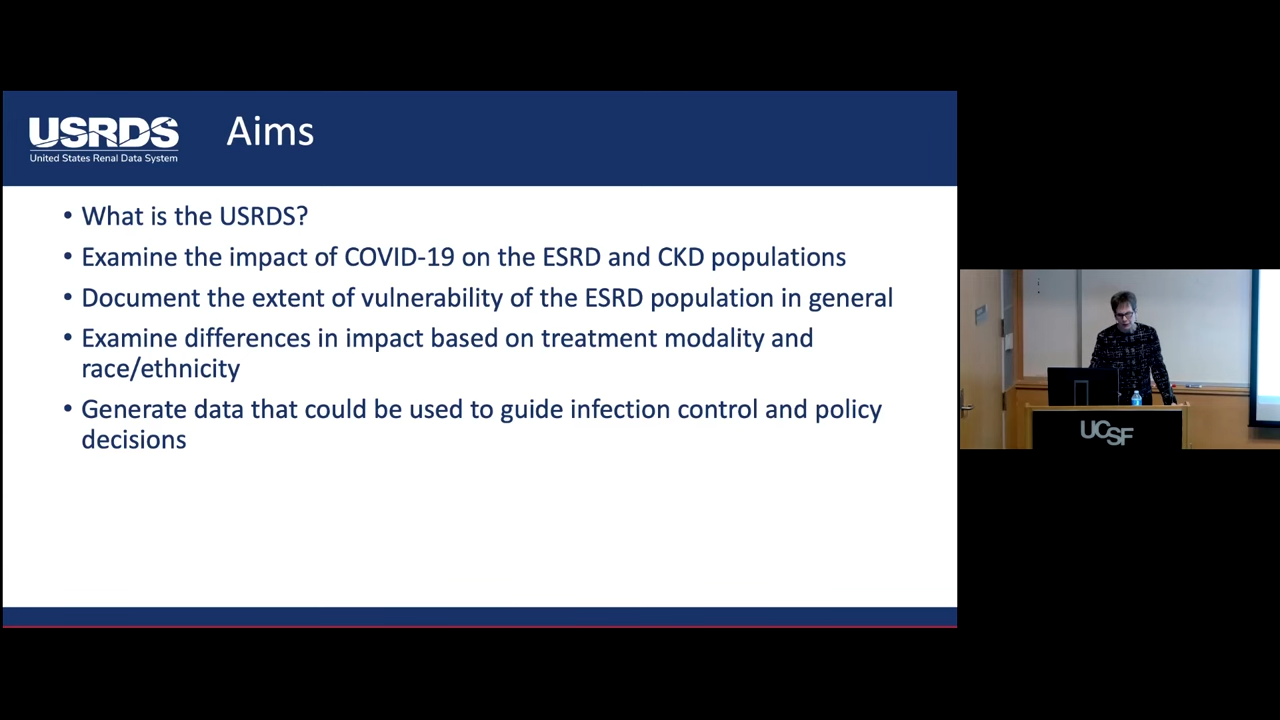 USRDS
United States Renal Data System
Aims
• What is the USRDS?
• Examine the impact of COVID-19 on the ESRD and CKD populations
• Document the extent of vulnerability of the ESRD population in general
• Examine differences in impact based on treatment modality and
race/ethnicity
• Generate data that could be used to guide infection control and policy
decisions
UCSF